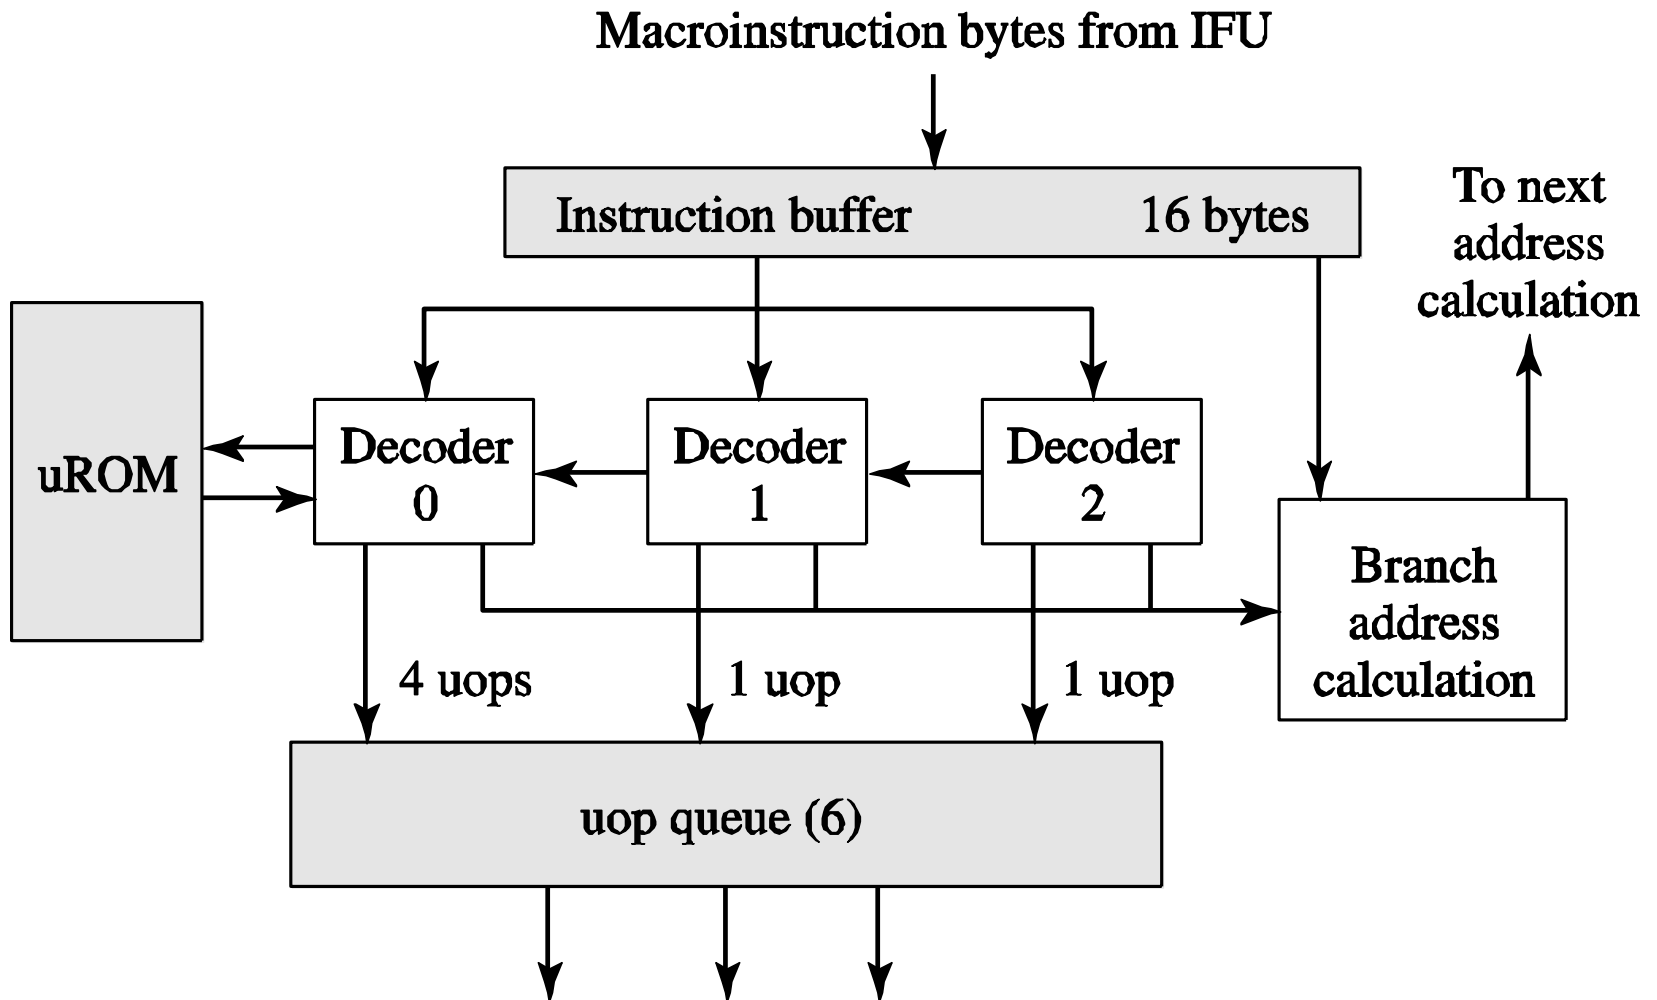 Macroinstruction bytes from IFU
Instruction buffer 16 bytes
To next
address
calculation
uROM
Decoder
0
Decoder
1
Decoder
2
Branch
address
calculation
4 uops
1 uop
1 uop
uop queue (6)